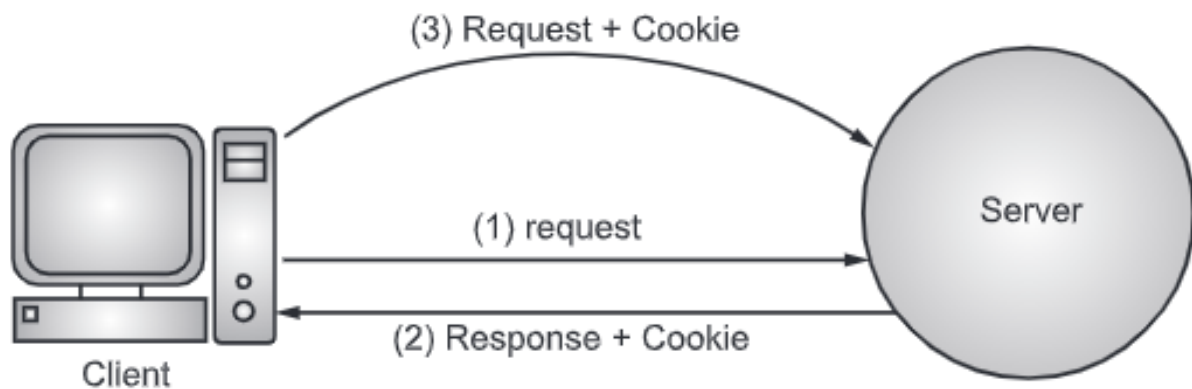 (3) Request + Cookie
(1) request
Server
(2) Response + Cookie
Client